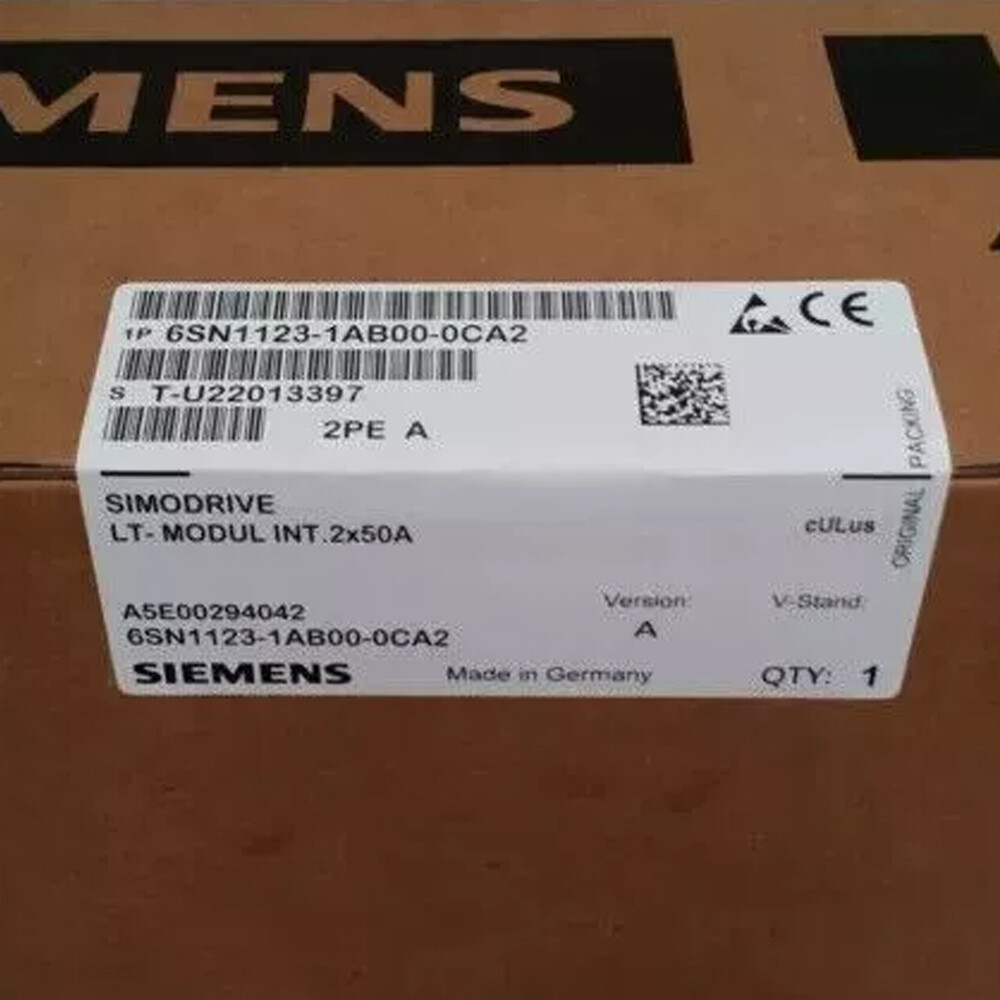 MENS
1P 6SN1123-1AB00-0CA2
CE
S T-U22013397
2PE A
SIMODRIVE
LT- MODUL INT.2x50A
cULus
ORIGINAL PACKING
A5E00294042
Version:
V-Stand:
6SN1123-1AB00-0CA2
A
SIEMENS
Made in Germany
QTY: 1